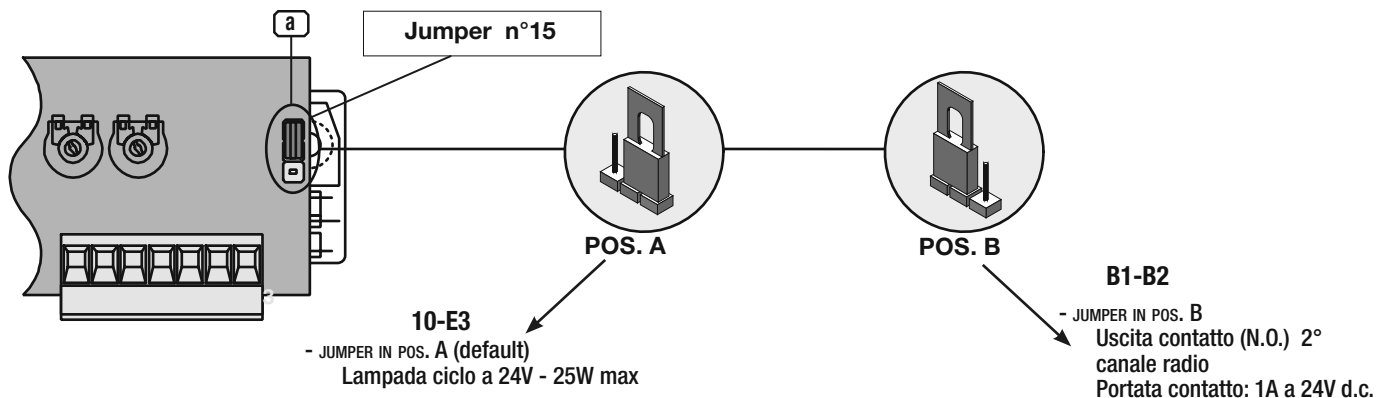 a
Jumper n°15
POS. A
POS. B
3
10-E3
- JUMPER IN POS. A (default)
Lampada ciclo a 24V - 25W max
B1-B2
- JUMPER IN POS. B
Uscita contatto (N.O.) 2°
canale radio
Portata contatto: 1A a 24V d.c.